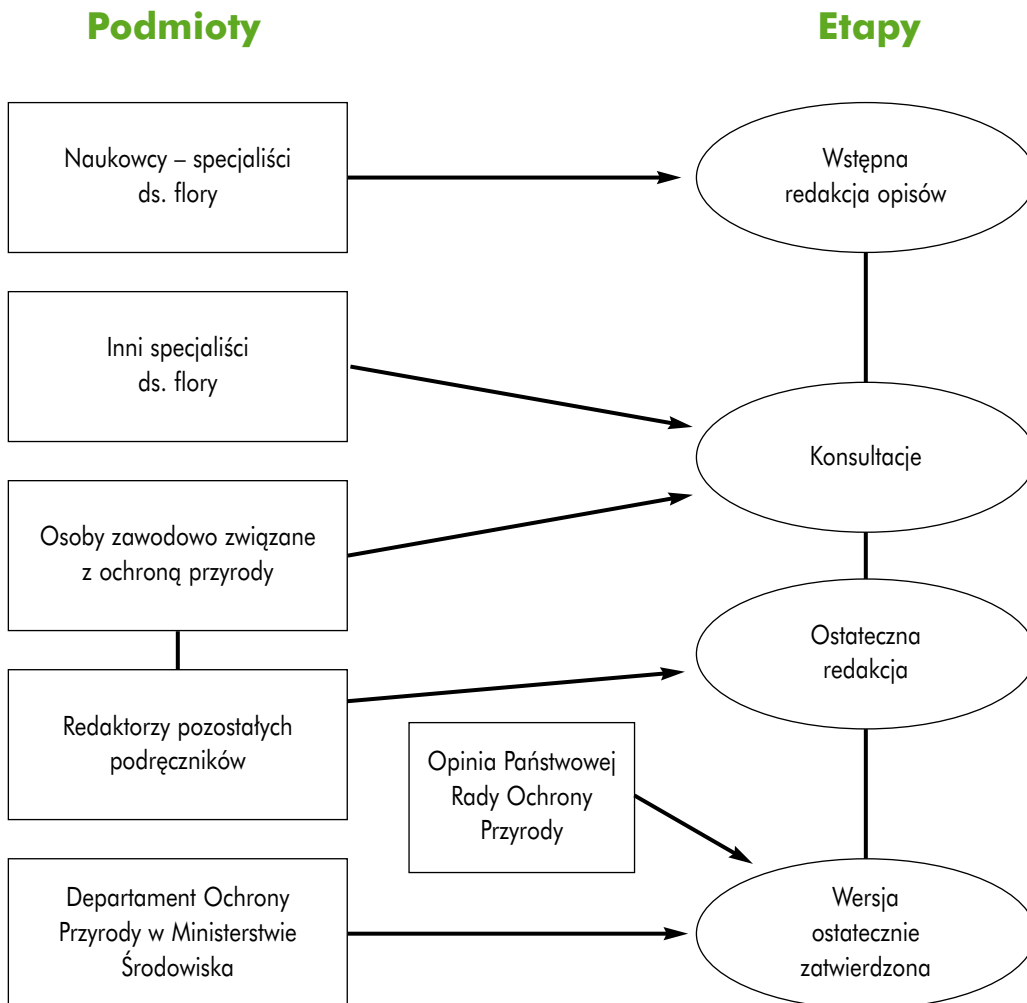 Podmioty
Etapy
Naukowcy – specjaliści
ds. flory
Wstępna
redakcja opisów
Inni specjaliści
ds. flory
Konsultacje
Osoby zawodowo związane
z ochroną przyrody
Ostateczna
redakcja
Redaktorzy pozostałych
podręczników
Opinia Państwowej
Rady Ochrony
Przyrody
Departament Ochrony
Przyrody w Ministerstwie
Środowiska
Wersja
ostatecznie
zatwierdzona